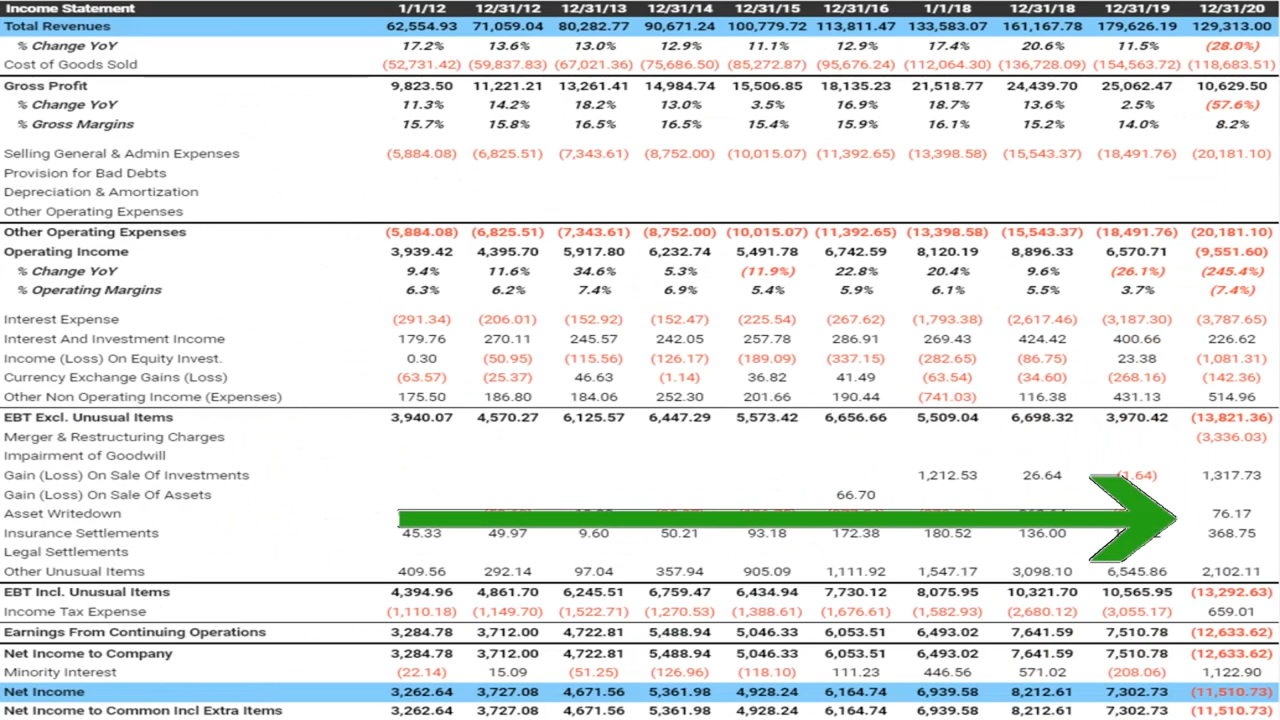 Income Statement 1/1/12 12/31/12 12/31/13 12/31/14 12/31/15 12/31/16 1/1/18 12/31/18 12/31/19 12/31/20
Total Revenues 62,554.93 71,059.04 80,282.77 90,671.24 100,779.72 113,811.47 133,583.07 161,167.78 179,626.19 129,313.00
% Change YoY 17.2% 13.6% 13.0% 12.9% 11.1% 12.9% 17.4% 20.6% 11.5% (28.0%)
Cost of Goods Sold (52,731.42) (59,837.83) (67,021.36) (75,686.50) (85,272.87) (95,676.24) (112,064.30) (136,728.09) (154,563.72) (118,683.51)
Gross Profit 9,823.50 11,221.21 13,261.41 14,984.74 15,506.85 18,135.23 21,518.77 24,439.70 25,062.47 10,629.50
% Change YoY 11.3% 14.2% 18.2% 13.0% 3.5% 16.9% 18.7% 13.6% 2.5% (57.6%)
% Gross Margins 15.7% 15.8% 16.5% 16.5% 15.4% 15.9% 16.1% 15.2% 14.0% 8.2%
Selling General & Admin Expenses (5,884.08) (6,825.51) (7,343.61) (8,752.00) (10,015.07) (11,392.65) (13,398.58) (15,543.37) (18,491.76) (20,181.10)
Provision for Bad Debts
Depreciation & Amortization
Other Operating Expenses
Other Operating Expenses (5,884.08) (6,825.51) (7,343.61) (8,752.00) (10,015.07) (11,392.65) (13,398.58) (15,543.37) (18,491.76) (20,181.10)
Operating Income 3,939.42 4,395.70 5,917.80 6,232.74 5,491.78 6,742.59 8,120.19 8,896.33 6,570.71 (9,551.60)
% Change YoY 9.4% 11.6% 34.6% 5.3% (11.9%) 22.8% 20.4% 9.6% (26.1%) (245.4%)
% Operating Margins 6.3% 6.2% 7.4% 6.9% 5.4% 5.9% 6.1% 5.5% 3.7% (7.4%)
Interest Expense (291.34) (206.01) (152.92) (152.47) (225.54) (267.62) (1,793.38) (2,617.46) (3,187.30) (3,787.65)
Interest And Investment Income 179.76 270.11 245.57 242.05 257.78 286.91 269.43 424.42 400.66 226.62
Income (Loss) On Equity Invest. 0.30 (50.95) (115.56) (126.17) (189.09) (337.15) (282.65) (86.75) 23.38 (1,081.31)
Currency Exchange Gains (Loss) (63.57) (25.37) 46.63 (1.14) 36.82 41.49 (63.54) (34.60) (268.16) (142.36)
Other Non Operating Income (Expenses) 175.50 186.80 184.06 252.30 201.66 190.44 (741.03) 116.38 431.13 514.96
EBT Excl. Unusual Items 3,940.07 4,570.27 6,125.57 6,447.29 5,573.42 6,656.66 5,509.04 6,698.32 3,970.42 (13,821.36)
Merger & Restructuring Charges (3,336.03)
Impairment of Goodwill
Gain (Loss) On Sale Of Investments 1,212.53 26.64 1,317.73
Gain (Loss) On Sale Of Assets 66.70
Asset Writedown 76.17
Insurance Settlements 45.33 49.97 9.60 50.21 93.18 172.38 180.52 136.00 368.75
Legal Settlements
Other Unusual Items 409.56 292.14 97.04 357.94 905.09 1,111.92 1,547.17 3,098.10 6,545.86 2,102.11
EBT Incl. Unusual Items 4,394.96 4,861.70 6,245.51 6,759.47 6,434.94 7,730.12 8,075.95 10,321.70 10,565.95 (13,292.63)
Income Tax Expense (1,110.18) (1,149.70) (1,522.71) (1,270.53) (1,388.61) (1,676.61) (1,582.93) (2,680.12) (3,055.17) 659.01
Earnings From Continuing Operations 3,284.78 3,712.00 4,722.81 5,488.94 5,046.33 6,053.51 6,493.02 7,641.59 7,510.78 (12,633.62)
Net Income to Company 3,284.78 3,712.00 4,722.81 5,488.94 5,046.33 6,053.51 6,493.02 7,641.59 7,510.78 (12,633.62)
Minority Interest (22.14) 15.09 (51.25) (126.96) (118.10) 111.23 446.56 571.02 (208.06) 1,122.90
Net Income 3,262.64 3,727.08 4,671.56 5,361.98 4,928.24 6,164.74 6,939.58 8,212.61 7,302.73 (11,510.73)
Net Income to Common Incl Extra Items 3,262.64 3,727.08 4,671.56 5,361.98 4,928.24 6,164.74 6,939.58 8,212.61 7,302.73 (11,510.73)